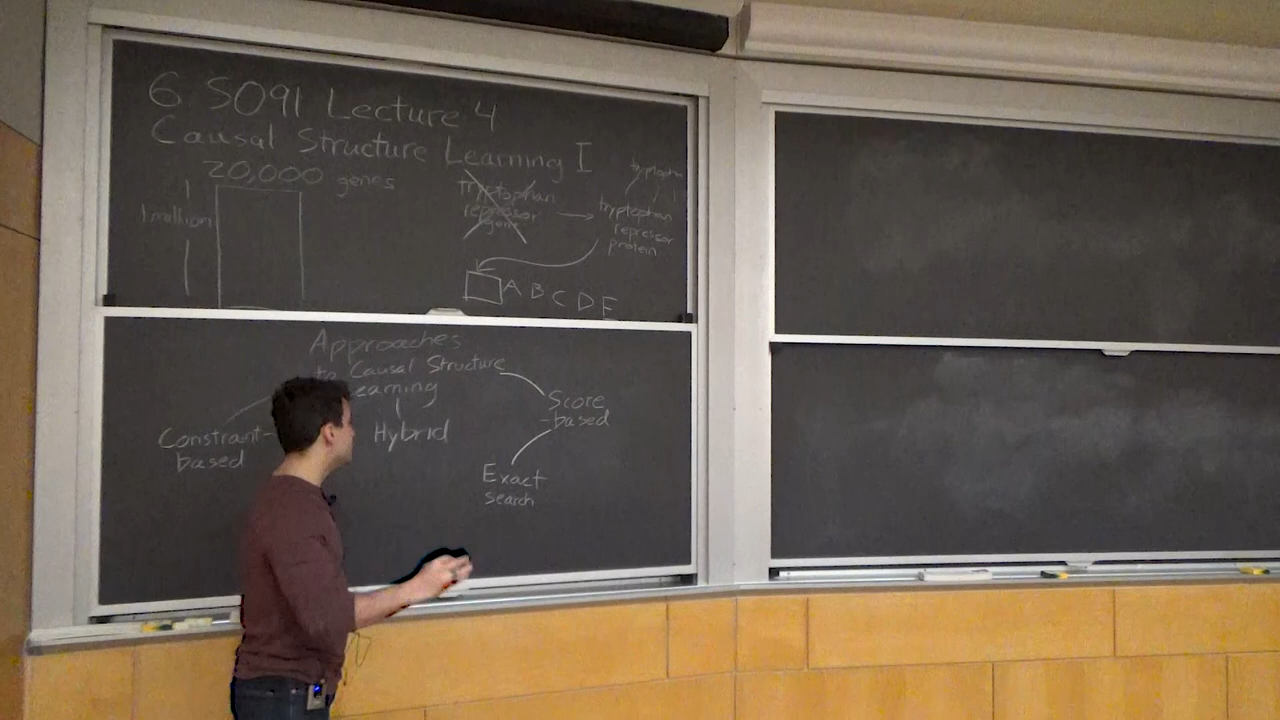 6 S091 Lecture 4
Causal Structure Learning I
20,000 genes
1 million
tryptophan
repressor
gene
tryptophan
tryptophan
repressor
protein
A B C D E
Approaches
to Causal Structure
earning
Constraint-
based
Hybrid
Score
-based
Exact
search